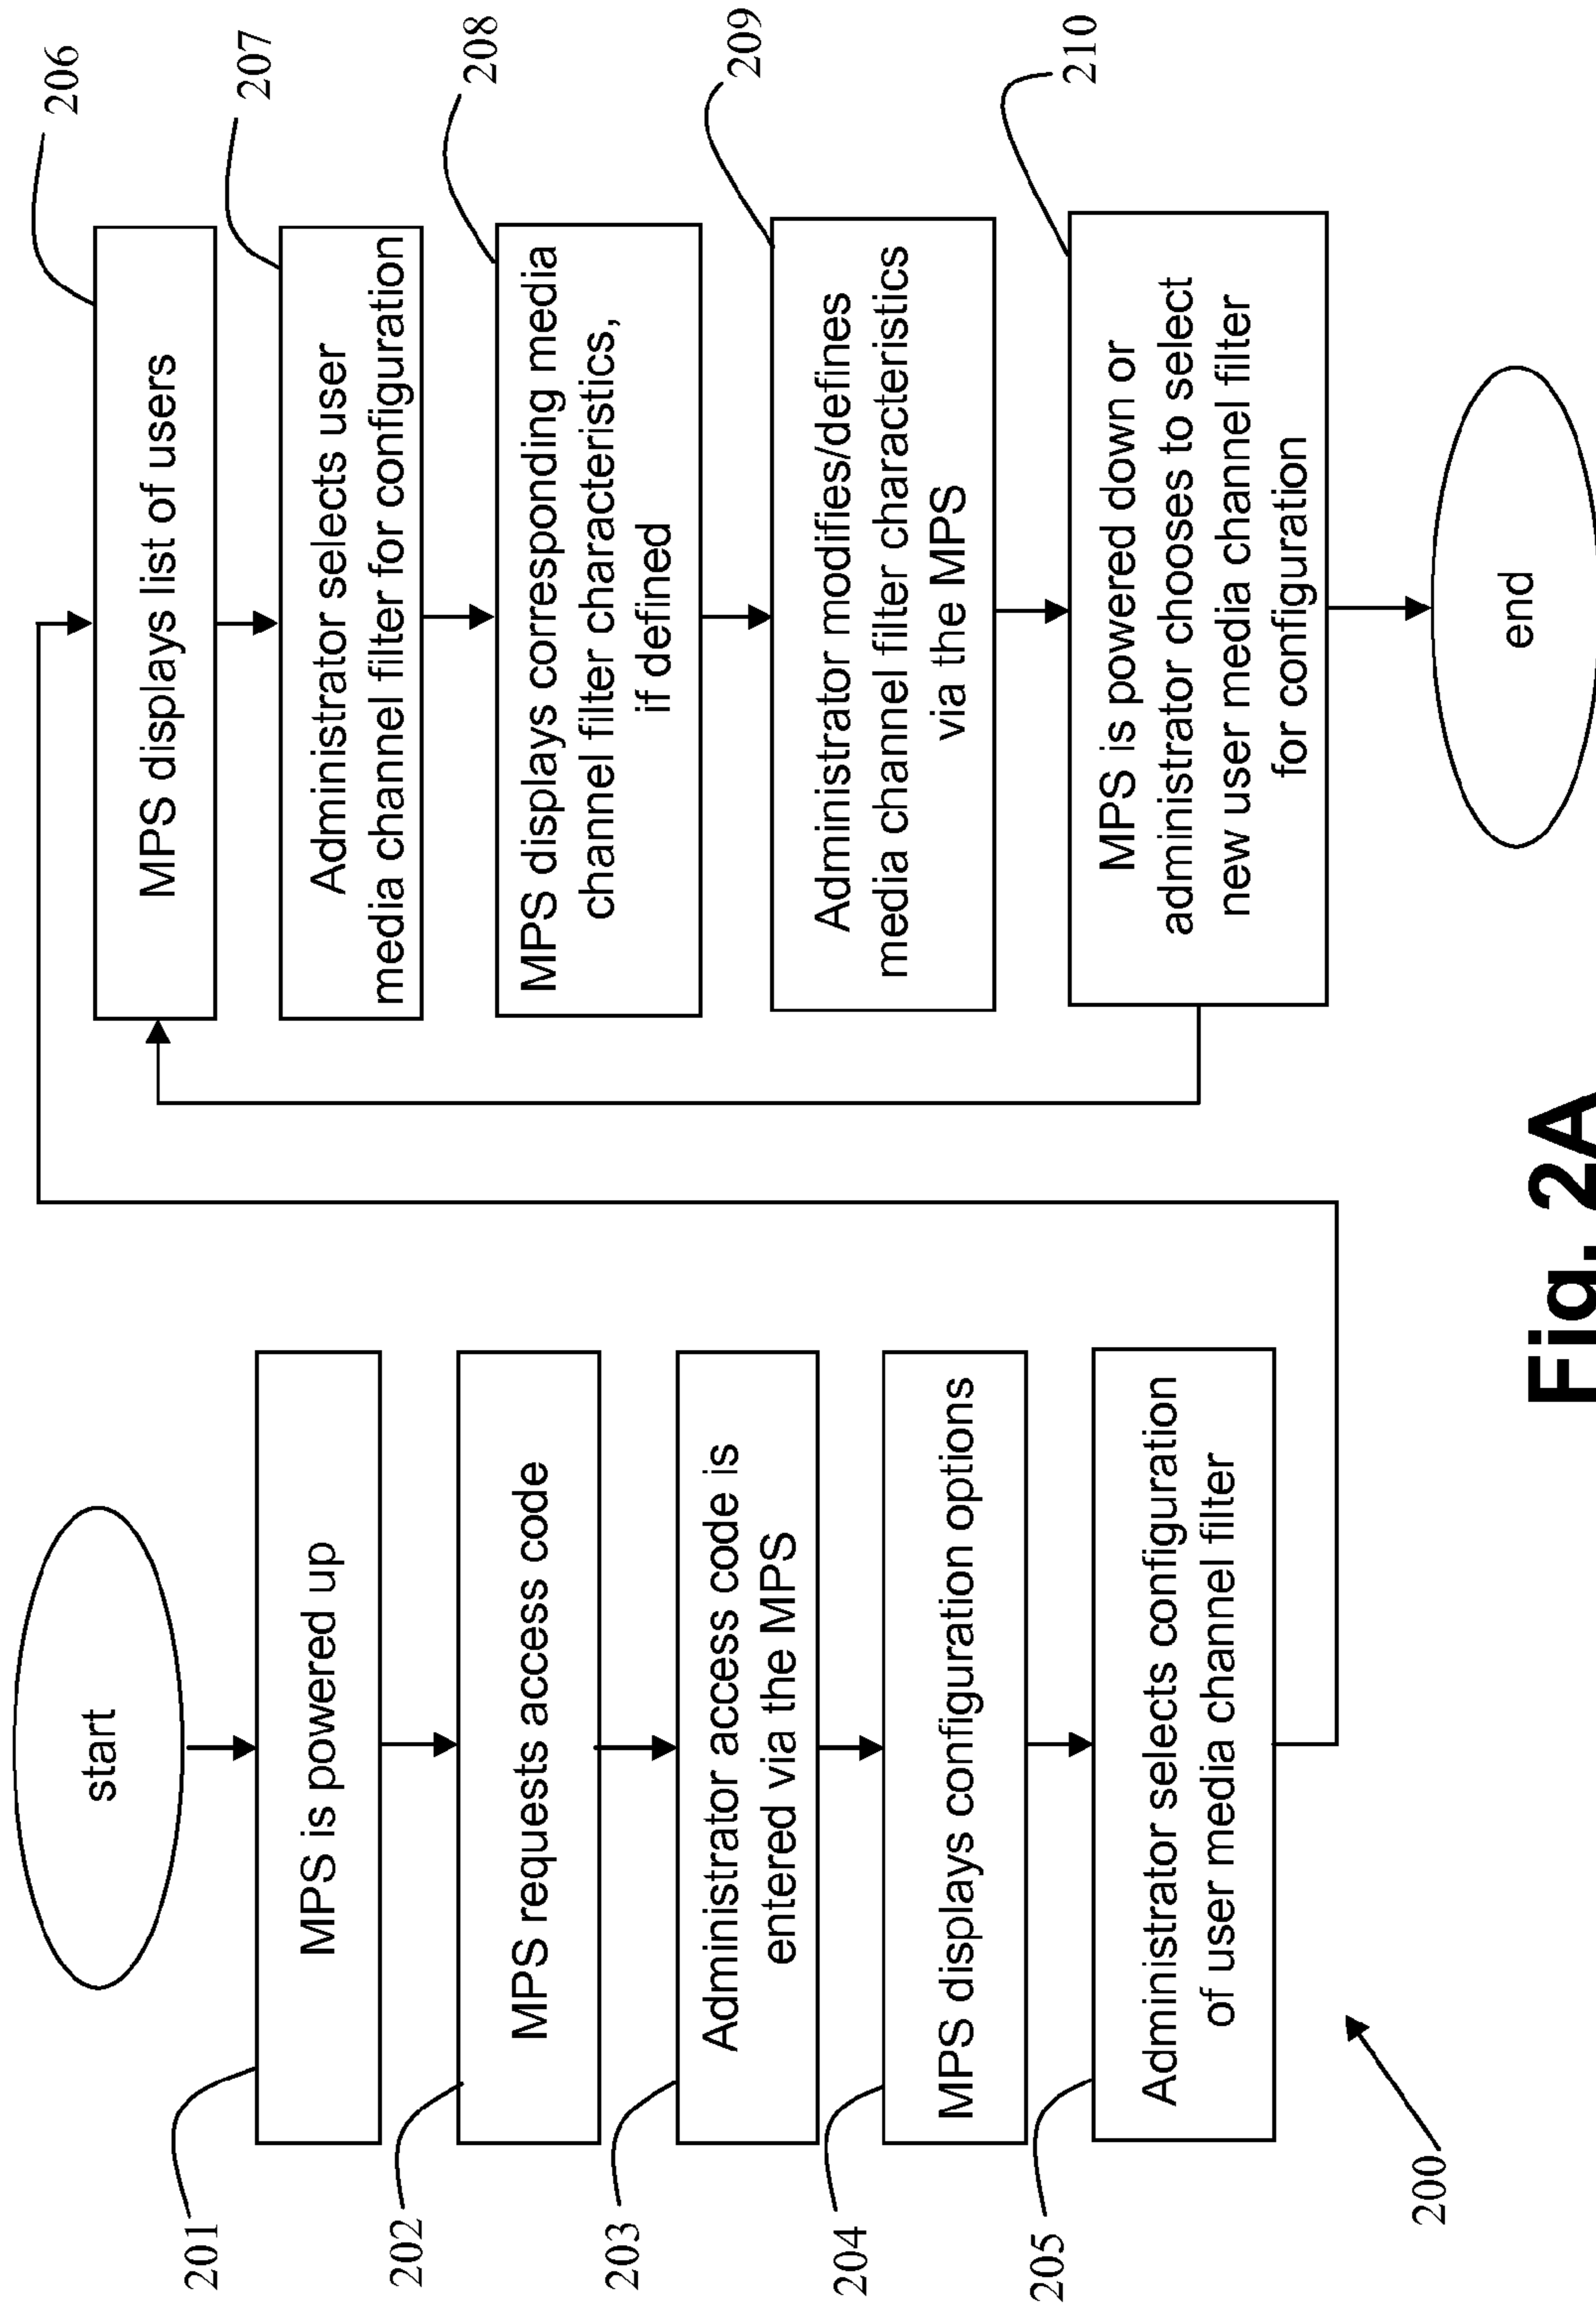 start
201
MPS is powered up
202
MPS requests access code
203
Administrator access code is
entered via the MPS
204
MPS displays configuration options
205
Administrator selects configuration
of user media channel filter
200
206
MPS displays list of users
207
Administrator selects user
media channel filter for configuration
208
MPS displays corresponding media
channel filter characteristics,
if defined
209
Administrator modifies/defines
media channel filter characteristics
via the MPS
210
MPS is powered down or
administrator chooses to select
new user media channel filter
for configuration
end
Fig. 2A